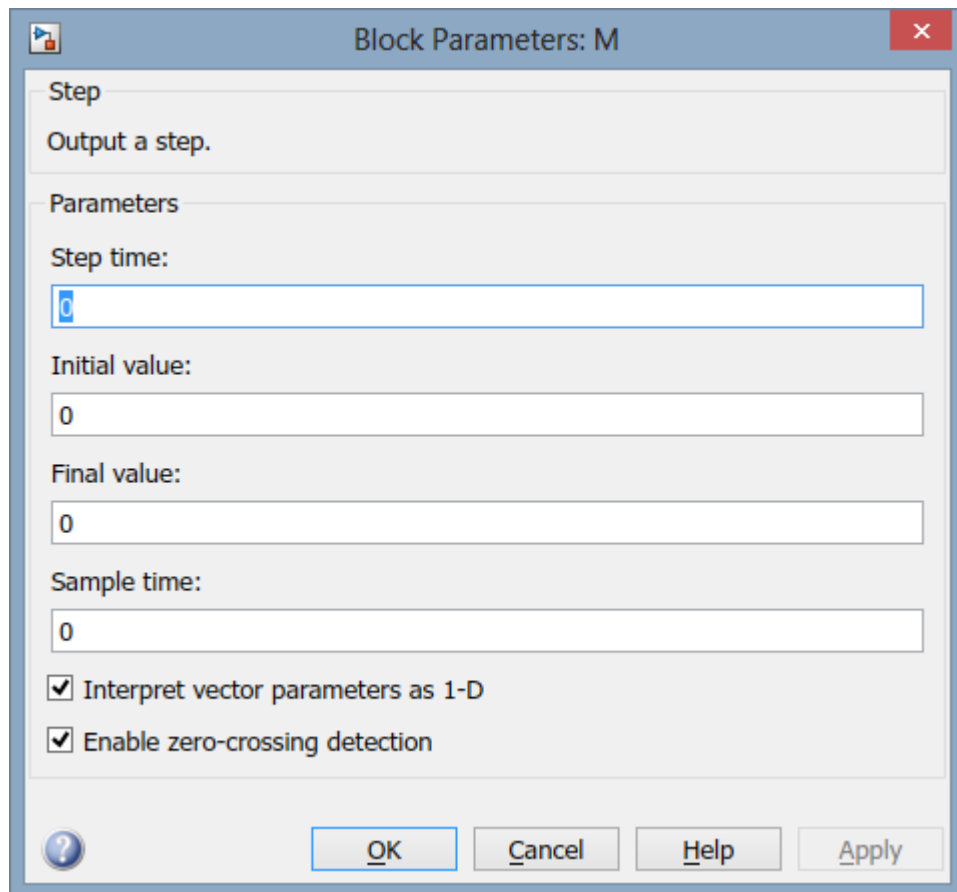 Block Parameters: M
Step
Output a step.
Parameters
Step time:
0
Initial value:
0
Final value:
0
Sample time:
0
Interpret vector parameters as 1-D
Enable zero-crossing detection
? OK Cancel Help Apply